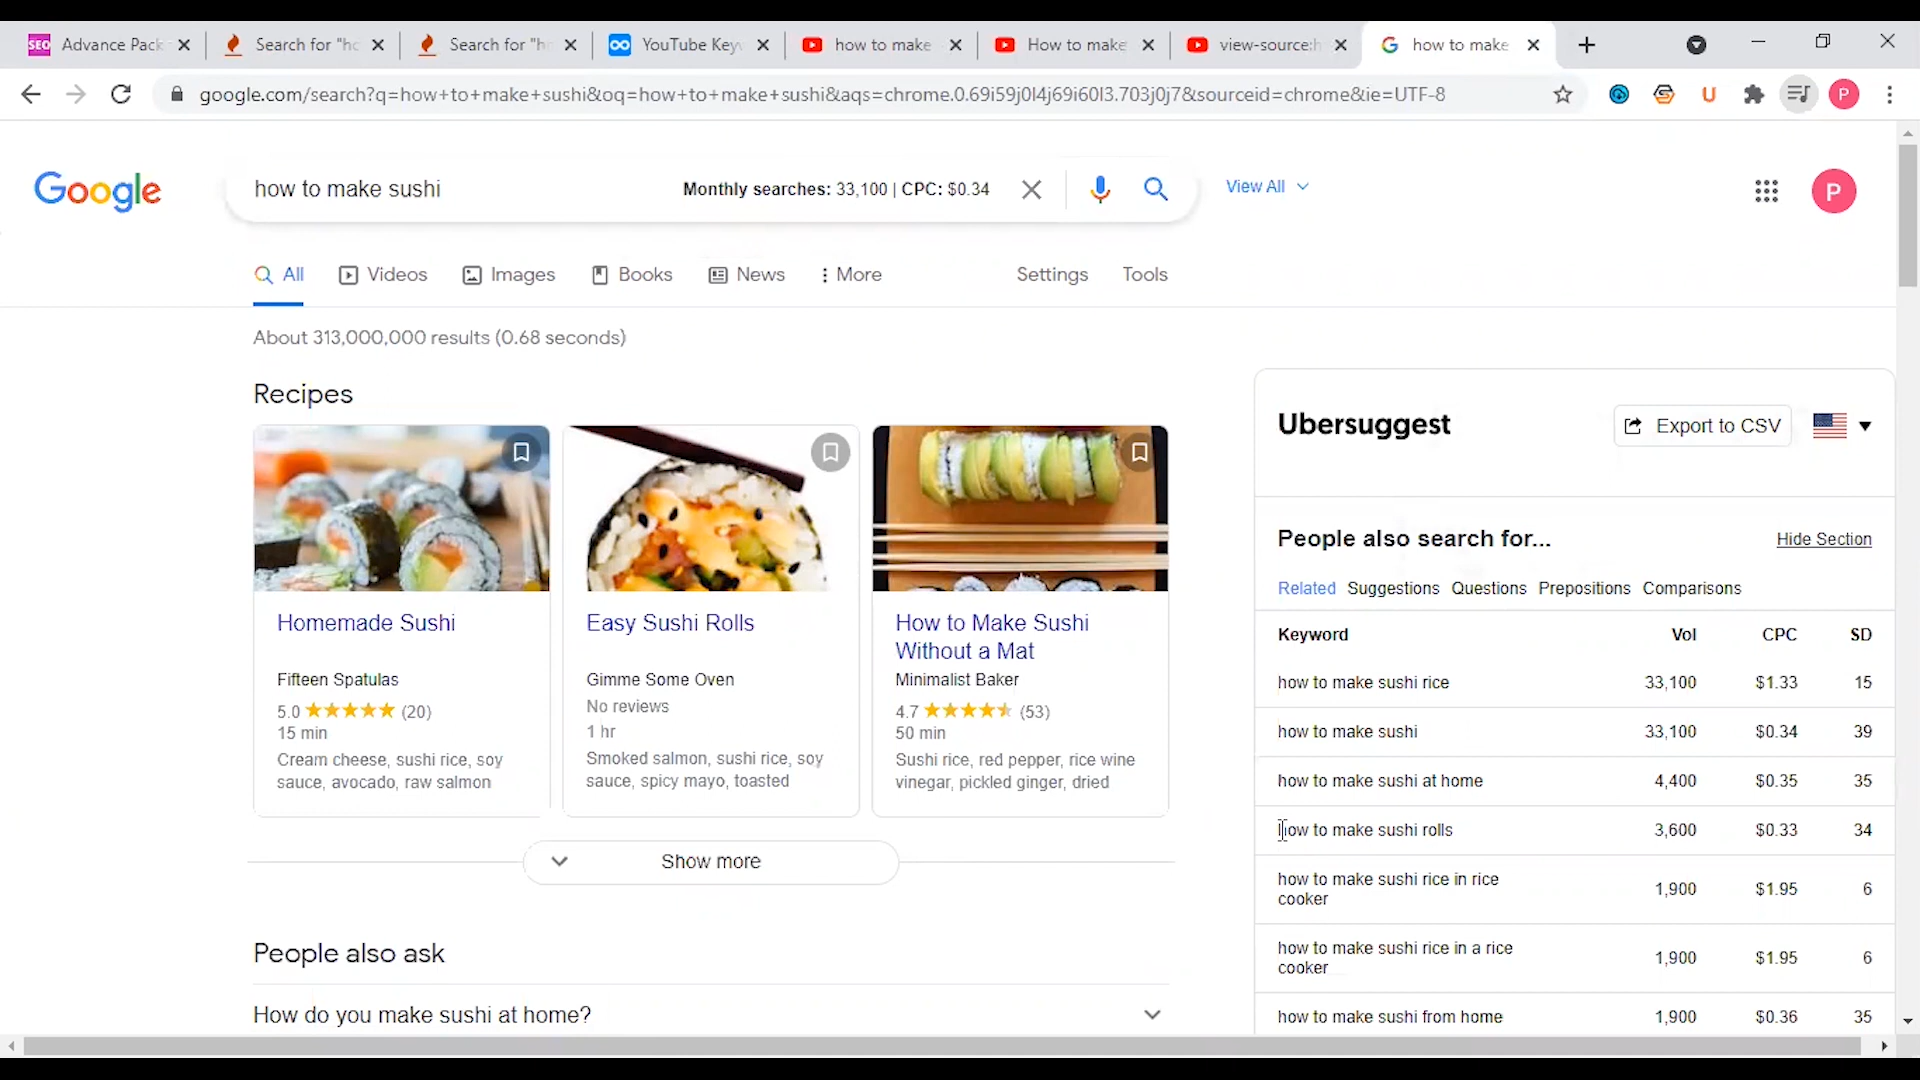 SEO Advance Pack
Search for "ho
Search for "h
YouTube Key
how to make
How to make
view-source:h
how to make
google.com/search?q=how+to+make+sushi&oq=how+to+make+sushi&aqs=chrome.0.69i59j0l4j69i60l3.703j0j7&sourceid=chrome&ie=UTF-8
U
P
Google
how to make sushi
Monthly searches: 33,100 | CPC: $0.34
View All
P
All
Videos
Images
Books
News
More
Settings
Tools
About 313,000,000 results (0.68 seconds)
Recipes
Homemade Sushi
Fifteen Spatulas
5.0 (20)
15 min
Cream cheese, sushi rice, soy
sauce, avocado, raw salmon
Easy Sushi Rolls
Gimme Some Oven
No reviews
1 hr
Smoked salmon, sushi rice, soy
sauce, spicy mayo, toasted
How to Make Sushi
Without a Mat
Minimalist Baker
4.7 (53)
50 min
Sushi rice, red pepper, rice wine
vinegar, pickled ginger, dried
Show more
People also ask
How do you make sushi at home?
Ubersuggest
Export to CSV
People also search for...
Hide Section
Related Suggestions Questions Prepositions Comparisons
Keyword Vol CPC SD
how to make sushi rice 33,100 $1.33 15
how to make sushi 33,100 $0.34 39
how to make sushi at home 4,400 $0.35 35
how to make sushi rolls 3,600 $0.33 34
how to make sushi rice in rice
cooker 1,900 $1.95 6
how to make sushi rice in a rice
cooker 1,900 $1.95 6
how to make sushi from home 1,900 $0.36 35